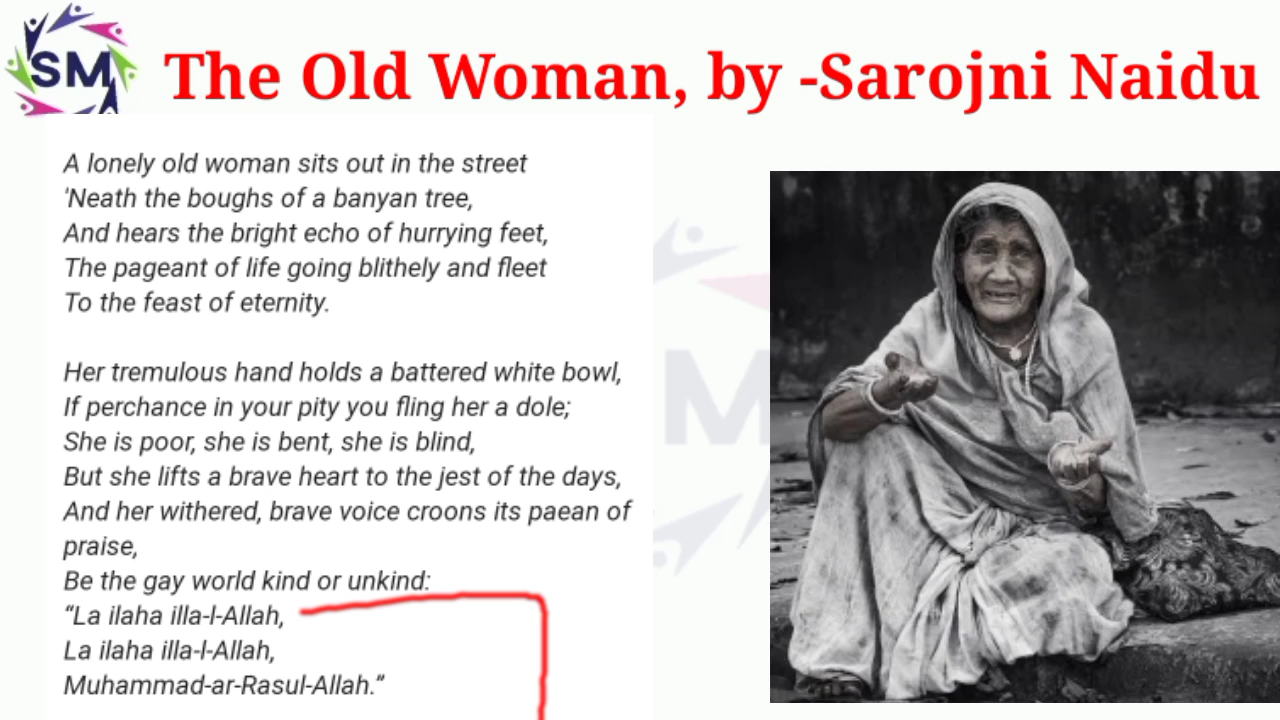 SM
The Old Woman, by -Sarojni Naidu
A lonely old woman sits out in the street
'Neath the boughs of a banyan tree,
And hears the bright echo of hurrying feet,
The pageant of life going blithely and fleet
To the feast of eternity.
Her tremulous hand holds a battered white bowl,
If perchance in your pity you fling her a dole;
She is poor, she is bent, she is blind,
But she lifts a brave heart to the jest of the days,
And her withered, brave voice croons its paean of
praise,
Be the gay world kind or unkind:
“La ilaha illa-l-Allah,
La ilaha illa-l-Allah,
Muhammad-ar-Rasul-Allah.”
M